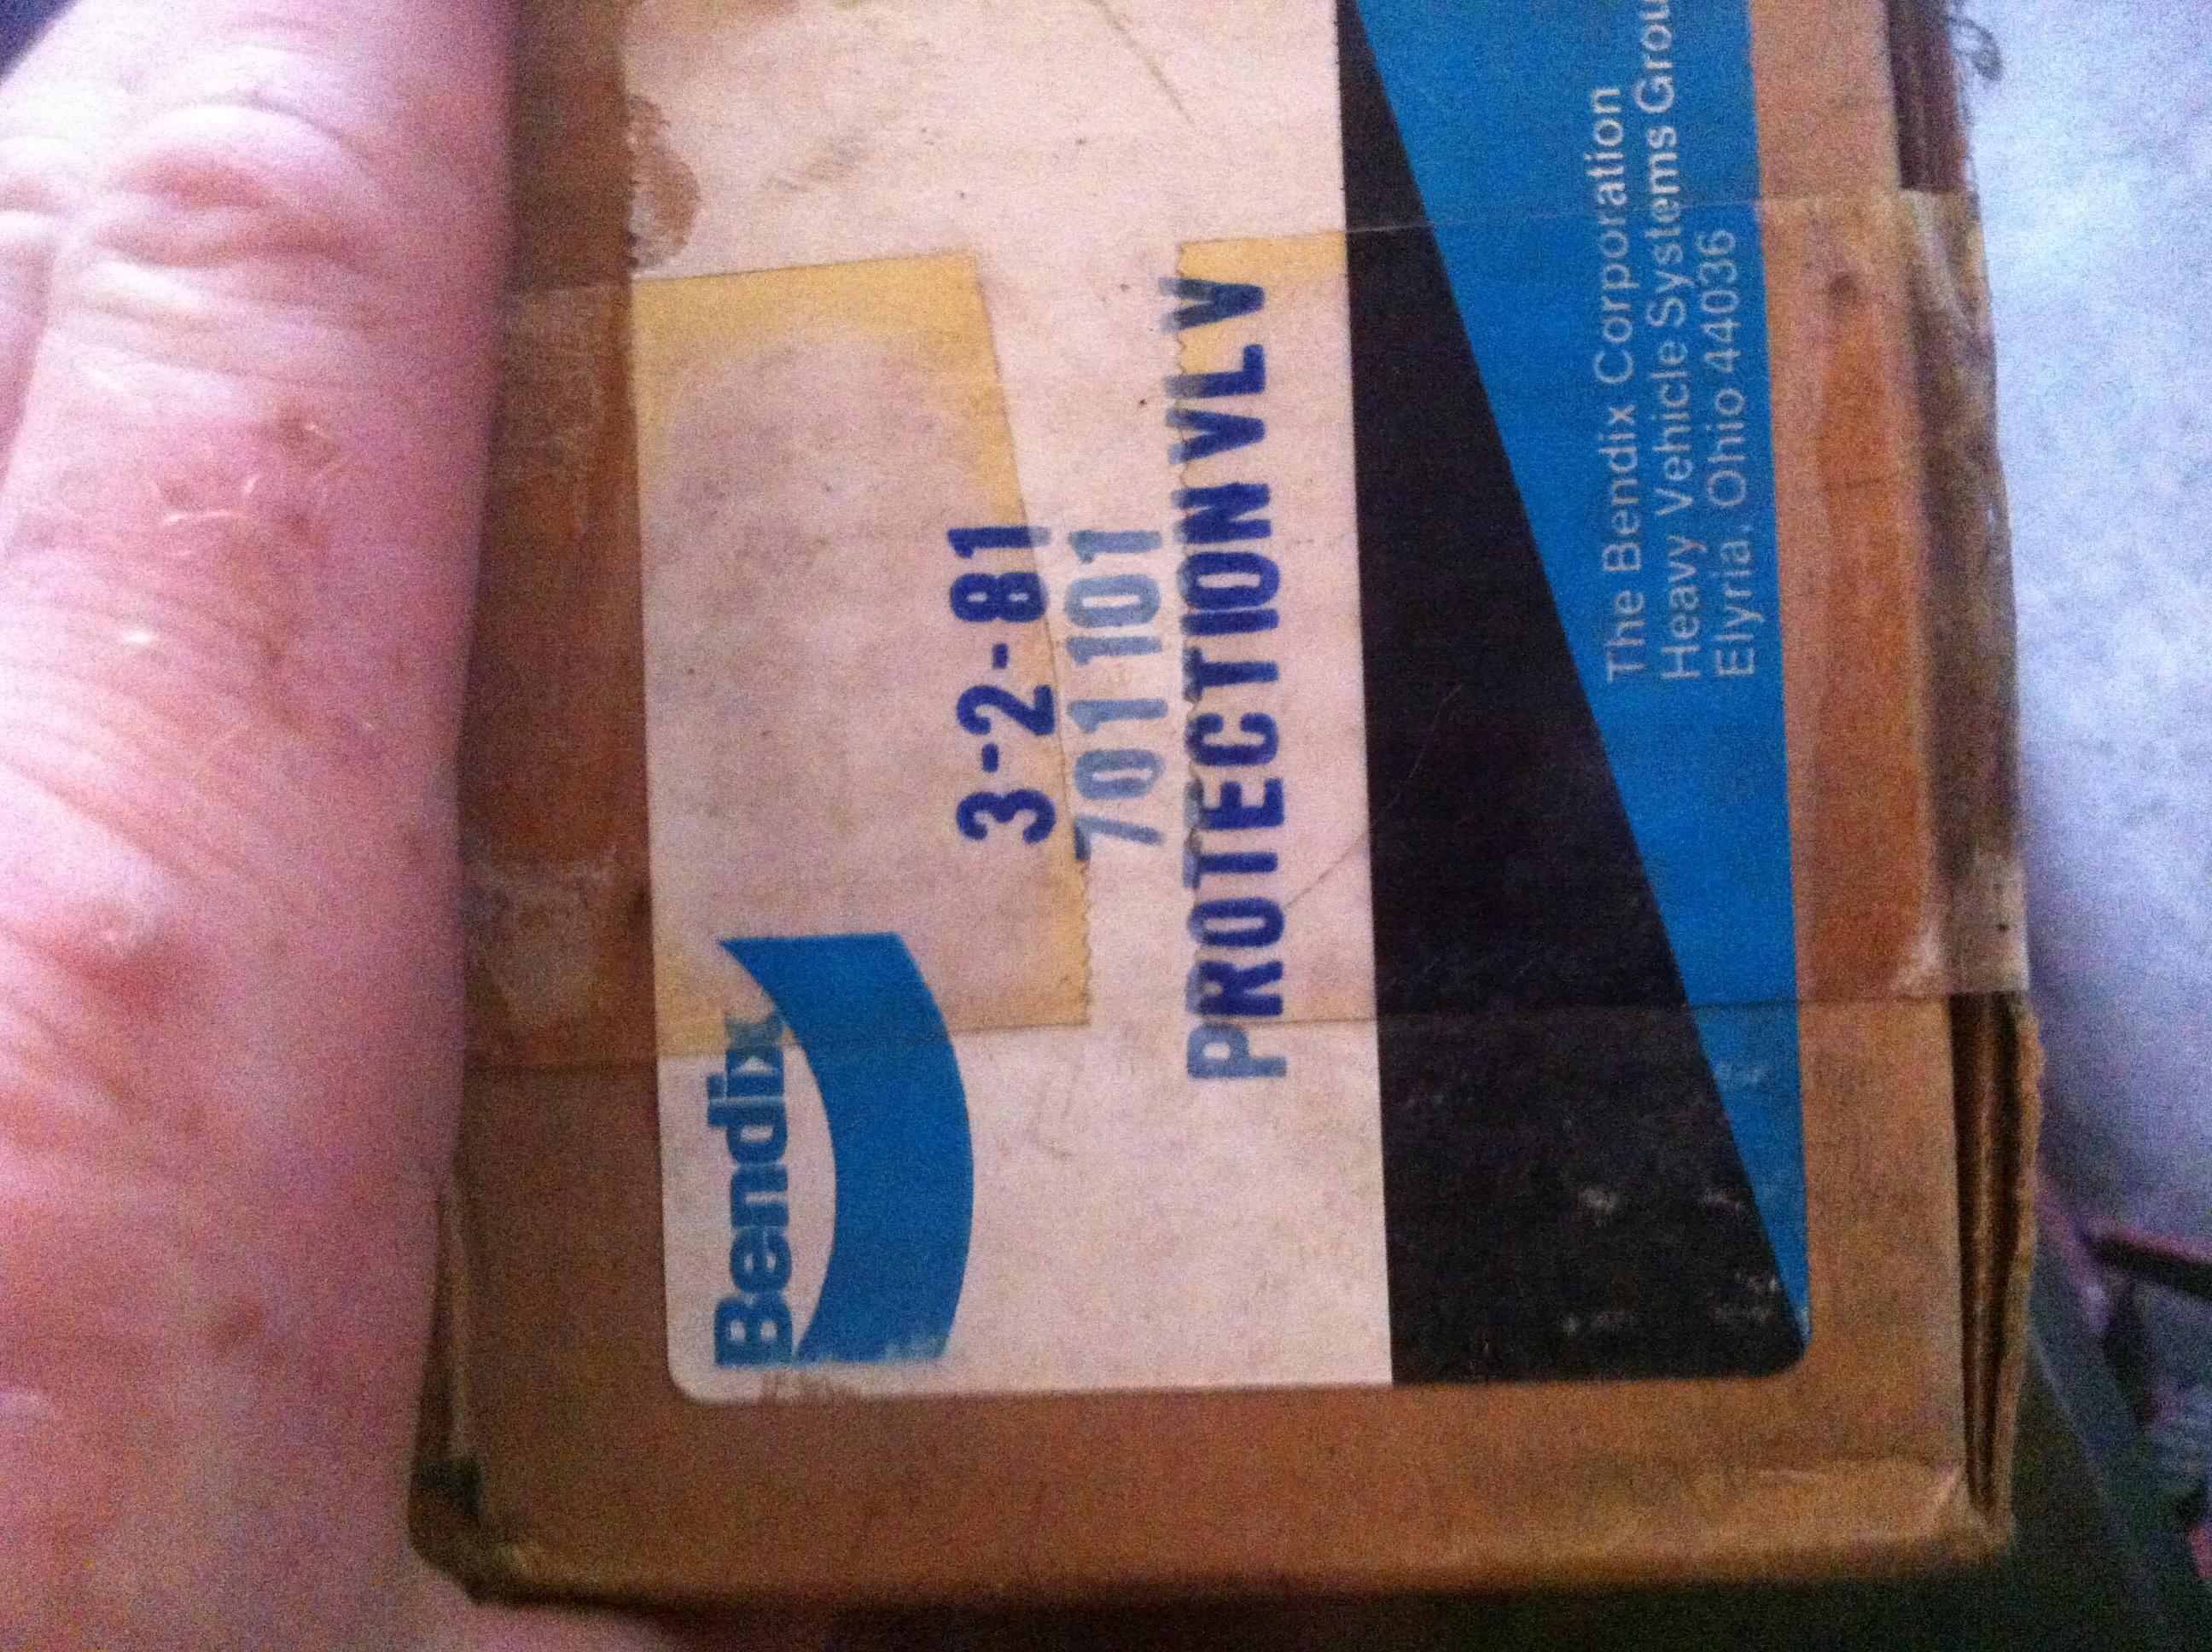 Bendix
3-2-81
701101
PROTECTION VLV
The Bendix Corporation
Heavy Vehicle Systems Grou
Elyria, Ohio 44036